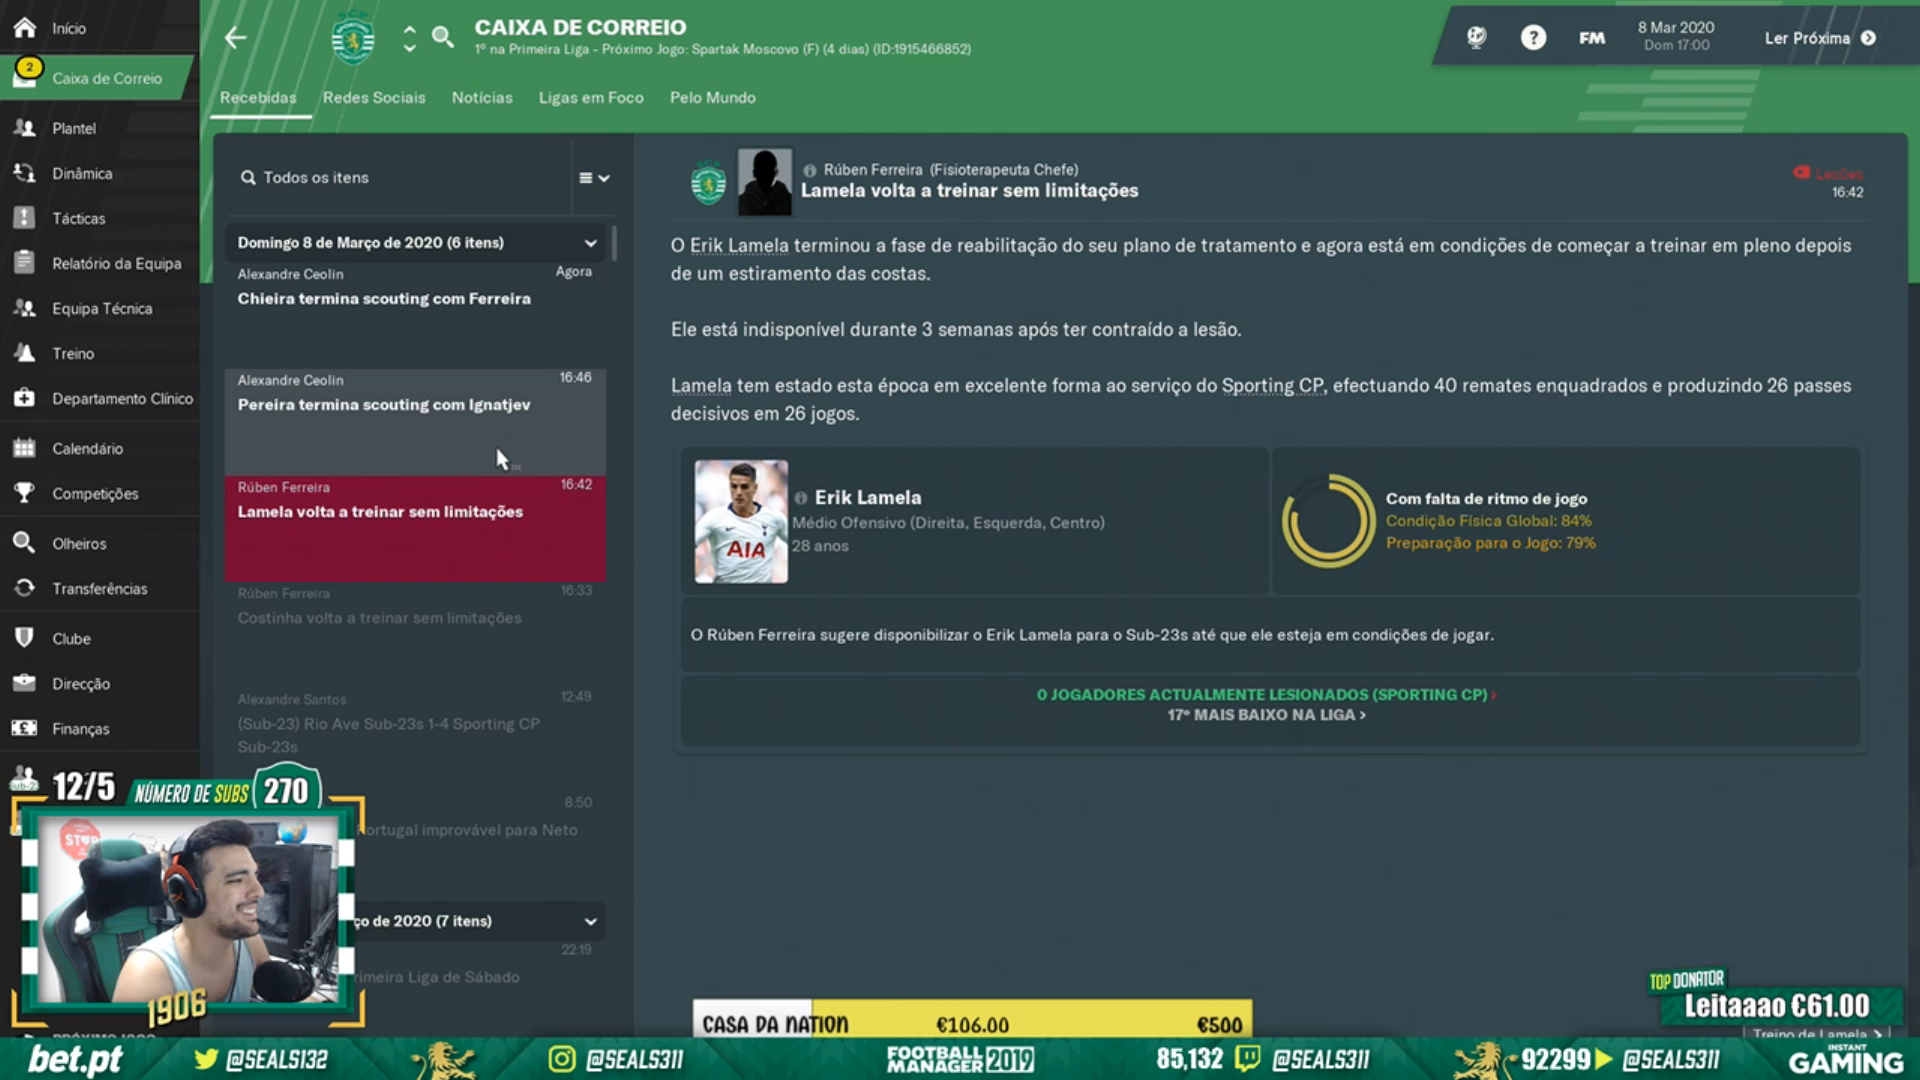 Início
2
Caixa de Correio
Plantel
Dinâmica
Tácticas
Relatório da Equipa
Equipa Técnica
Treino
Departamento Clínico
Calendário
Competições
Olheiros
Transferências
Clube
Direcção
Finanças
CAIXA DE CORREIO
1º na Primeira Liga - Próximo Jogo: Spartak Moscovo (F) (4 dias) (ID:1915466852)
FM
8 Mar 2020
Dom 17:00
Ler Próxima
Recebidas
Redes Sociais
Notícias
Ligas em Foco
Pelo Mundo
Todos os itens
Domingo 8 de Março de 2020 (6 itens)
Alexandre Ceolin
Agora
Chieira termina scouting com Ferreira
Alexandre Ceolin
16:46
Pereira termina scouting com Ignatjev
Rúben Ferreira
16:42
Lamela volta a treinar sem limitações
Rúben Ferreira
16:33
Costinha volta a treinar sem limitações
Alexandre Santos
12:49
(Sub-23) Rio Ave Sub-23s 1-4 Sporting CP
Sub-23s
8:50
Portugal improvável para Neto
ço de 2020 (7 itens)
22:19
rimeira Liga de Sábado
Rúben Ferreira (Fisioterapeuta Chefe)
Lamela volta a treinar sem limitações
Lesões
16:42
O Erik Lamela terminou a fase de reabilitação do seu plano de tratamento e agora está em condições de começar a treinar em pleno depois
de um estiramento das costas.
Ele está indisponível durante 3 semanas após ter contraído a lesão.
Lamela tem estado esta época em excelente forma ao serviço do Sporting CP, efectuando 40 remates enquadrados e produzindo 26 passes
decisivos em 26 jogos.
AIA
Erik Lamela
Médio Ofensivo (Direita, Esquerda, Centro)
28 anos
Com falta de ritmo de jogo
Condição Física Global: 84%
Preparação para o Jogo: 79%
O Rúben Ferreira sugere disponibilizar o Erik Lamela para o Sub-23s até que ele esteja em condições de jogar.
0 JOGADORES ACTUALMENTE LESIONADOS (SPORTING CP) >
17º MAIS BAIXO NA LIGA >
12/5
NÚMERO DE SUBS
270
STOP
1906
CASA DA NATION
€106.00
€500
TOP DONATOR
Leitaaao €61.00
Treino de Lamela >
bet.pt
@SEALS132
@SEALS311
FOOTBALL
MANAGER 2019
85,132
@SEALS311
92299
@SEALS311
INSTANT
GAMING